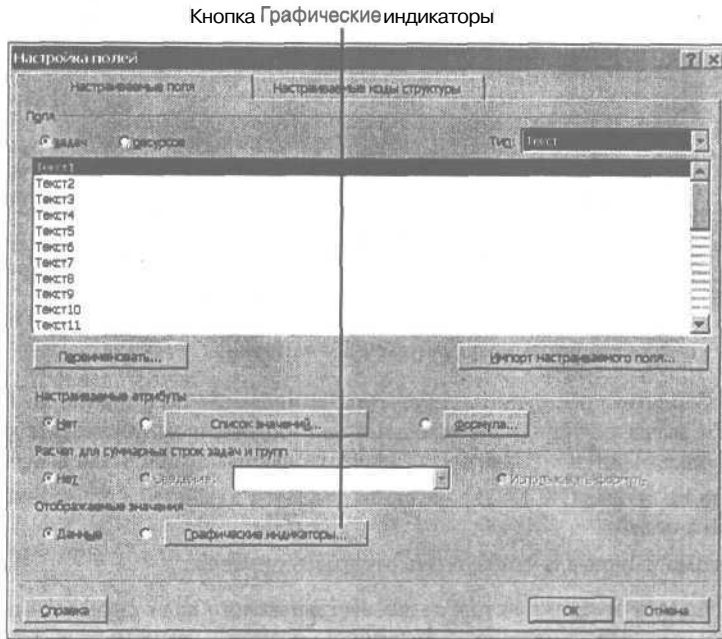 Кнопка Графические индикаторы
Настройка полей
Настраиваемые поля Настраиваемые коды структуры
Поля
задач ресурсов Тип: Текст
Текст1
Текст2
Текст3
Текст4
Текст5
Текст6
Текст7
Текст8
Текст9
Текст10
Текст11
Переименовать... Импорт настраиваемого поля...
Настраиваемые атрибуты
Нет Список значений... Формула...
Расчет для суммарных строк задач и групп
Нет Сведение: Использовать формулу
Отображаемые значения
Данные Графические индикаторы...
Справка ОК Отмена